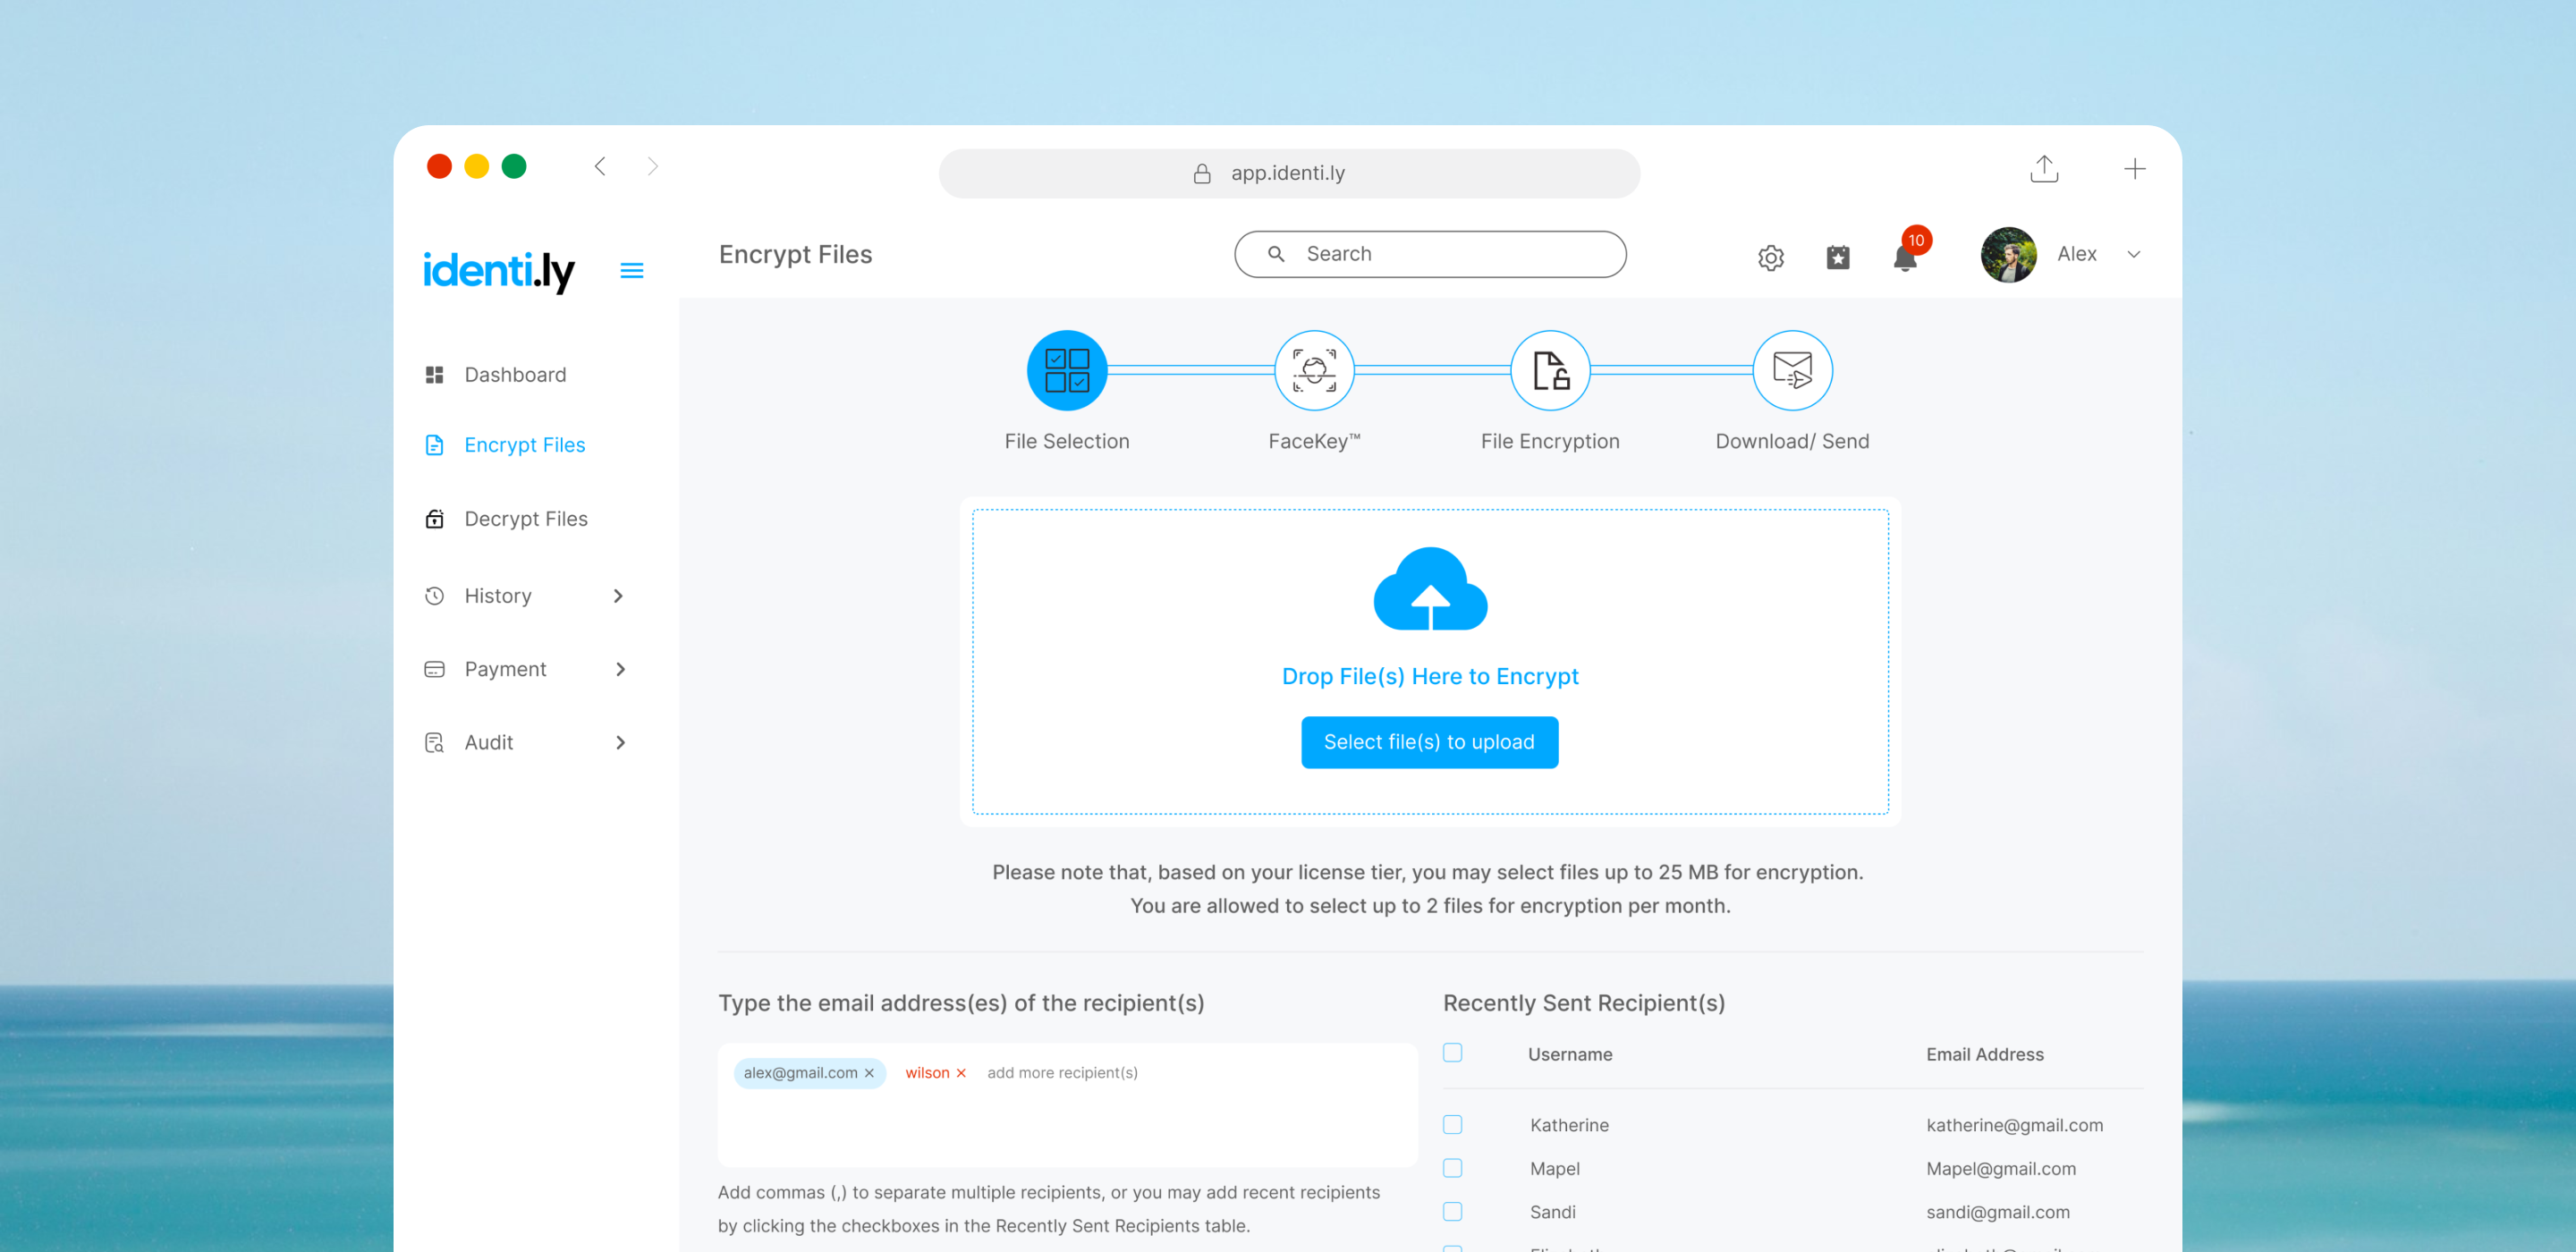 app.identi.ly
identi.ly
Encrypt Files
Search
10
Alex
Dashboard
Encrypt Files
Decrypt Files
History
Payment
Audit
File Selection
FaceKey™
File Encryption
Download/ Send
Drop File(s) Here to Encrypt
Select file(s) to upload
Please note that, based on your license tier, you may select files up to 25 MB for encryption.
You are allowed to select up to 2 files for encryption per month.
Type the email address(es) of the recipient(s)
alex@gmail.com × wilson × add more recipient(s)
Add commas (,) to separate multiple recipients, or you may add recent recipients
by clicking the checkboxes in the Recently Sent Recipients table.
Recently Sent Recipient(s)
Username Email Address
Katherine katherine@gmail.com
Mapel Mapel@gmail.com
Sandi sandi@gmail.com